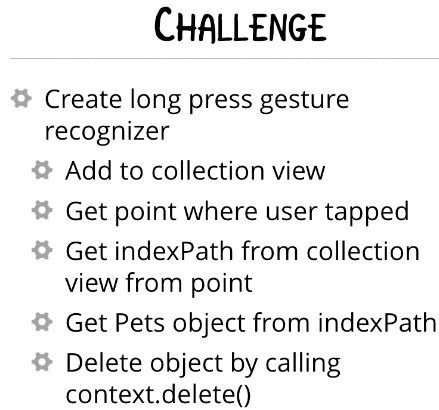 CHALLENGE
Create long press gesture
recognizer
Add to collection view
Get point where user tapped
Get indexPath from collection
view from point
Get Pets object from indexPath
Delete object by calling
context.delete()